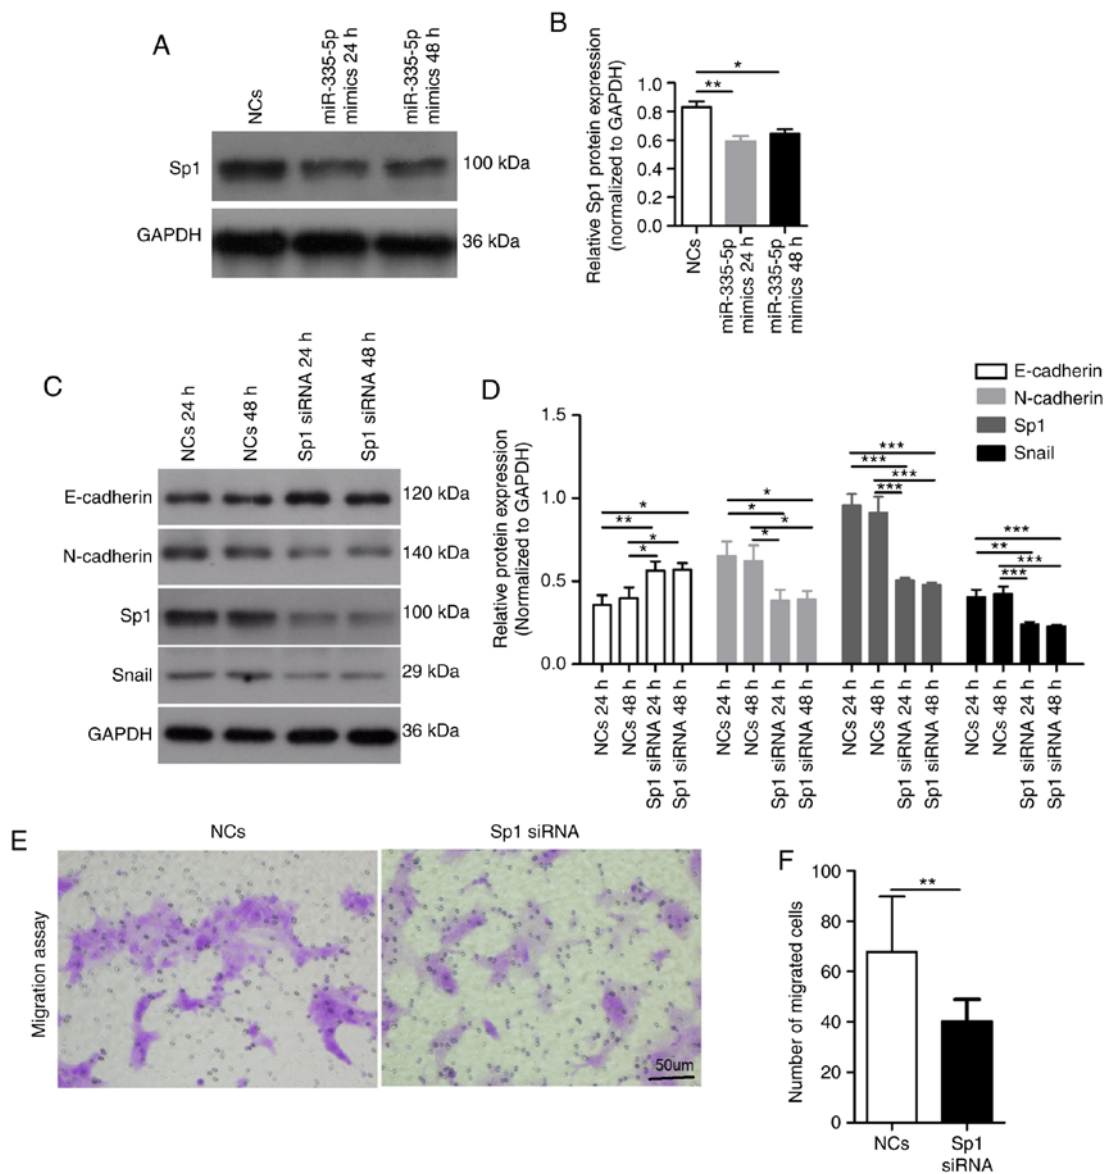 A
NCs
miR-335-5p
mimics 24 h
miR-335-5p
mimics 48 h
Sp1
100 kDa
GAPDH
36 kDa
B
Relative Sp1 protein expression
(normalized to GAPDH)
1.0
0.8
0.6
0.4
0.2
0.0
*
**
NCs
miR-335-5p
mimics 24 h
miR-335-5p
mimics 48 h
C
NCs 24 h
NCs 48 h
Sp1 siRNA 24 h
Sp1 siRNA 48 h
E-cadherin
120 kDa
N-cadherin
140 kDa
Sp1
100 kDa
Snail
29 kDa
GAPDH
36 kDa
D
E-cadherin
N-cadherin
Sp1
Snail
Relative protein expression
(Normalized to GAPDH)
1.5
1.0
0.5
0.0
*
**
*
*
*
*
*
*
***
***
***
***
***
**
***
***
NCs 24 h
NCs 48 h
Sp1 siRNA 24 h
Sp1 siRNA 48 h
NCs 24 h
NCs 48 h
Sp1 siRNA 24 h
Sp1 siRNA 48 h
NCs 24 h
NCs 48 h
Sp1 siRNA 24 h
Sp1 siRNA 48 h
NCs 24 h
NCs 48 h
Sp1 siRNA 24 h
Sp1 siRNA 48 h
E
NCs
Sp1 siRNA
Migration assay
50um
F
Number of migrated cells
100
80
60
40
20
0
**
NCs
Sp1
siRNA